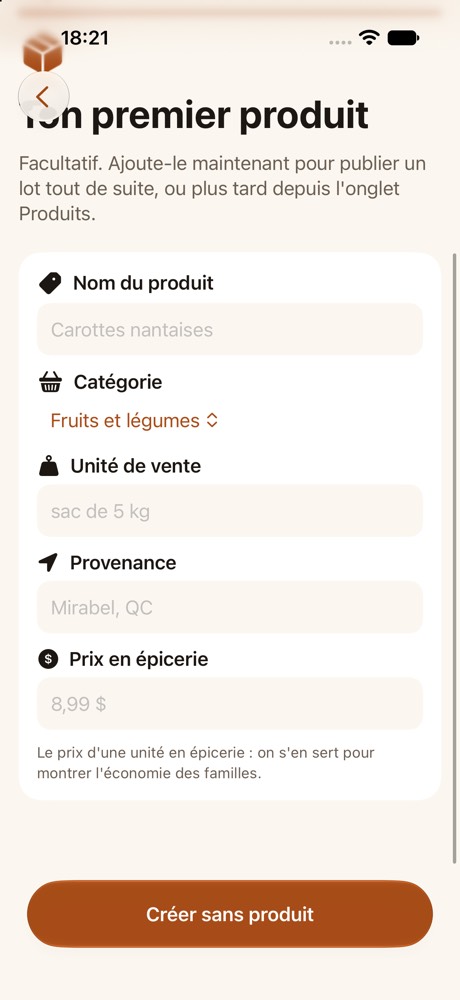 18:21
Ton premier produit
Facultatif. Ajoute-le maintenant pour publier un
lot tout de suite, ou plus tard depuis l'onglet
Produits.
Nom du produit
Carottes nantaises
Catégorie
Fruits et légumes
Unité de vente
sac de 5 kg
Provenance
Mirabel, QC
$ Prix en épicerie
8,99 $
Le prix d'une unité en épicerie : on s'en sert pour
montrer l'économie des familles.
Créer sans produit